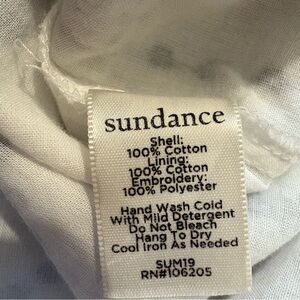 sundance
Shell:
100% Cotton
Lining:
100% Cotton
Embroidery:
100% Polyester
Hand Wash Cold
With Mild Detergent
Do Not Bleach
Hang To Dry
Cool Iron As Needed
SUM19
RN#106205